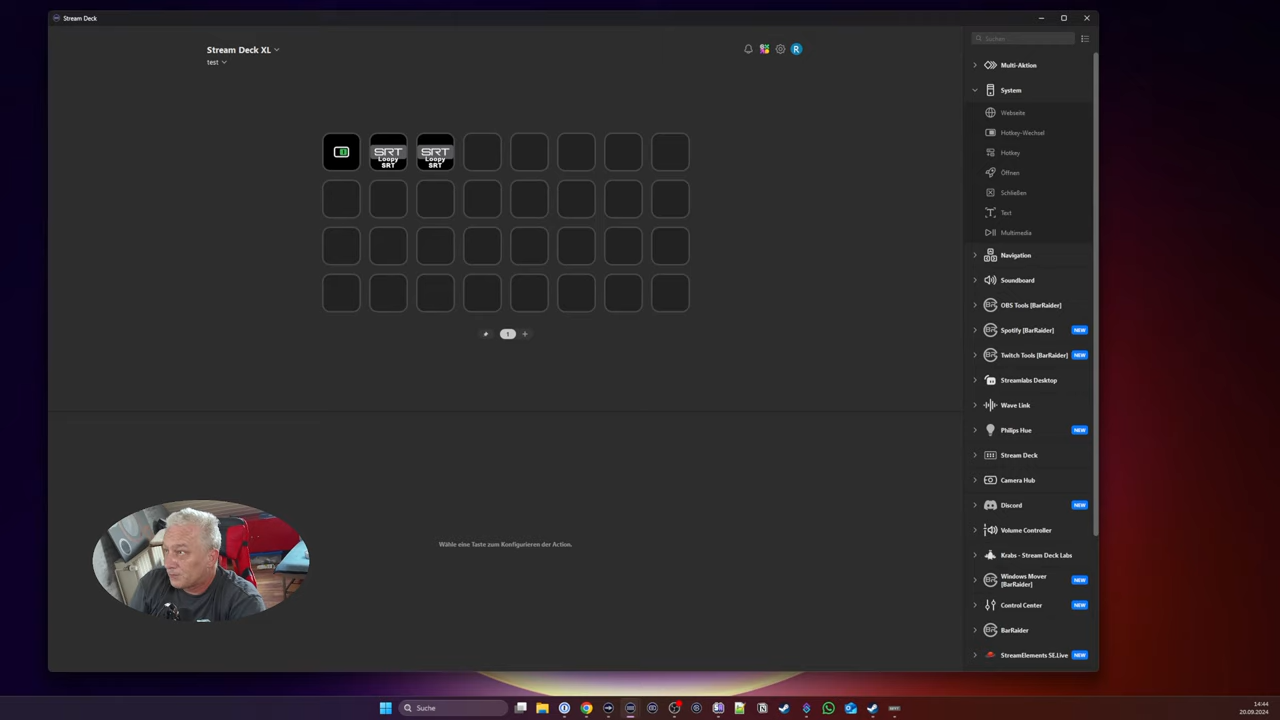 Stream Deck
Stream Deck XL
test
R
SRT
Loopy
SRT
SRT
Loopy
SRT
1
Wähle eine Taste zum Konfigurieren der Action.
Suchen
Multi-Aktion
System
Webseite
Hotkey-Wechsel
Hotkey
Öffnen
Schließen
Text
Multimedia
Navigation
Soundboard
OBS Tools [BarRaider]
Spotify [BarRaider] NEW
Twitch Tools [BarRaider] NEW
Streamlabs Desktop
Wave Link
Philips Hue NEW
Stream Deck
Camera Hub
Discord NEW
Volume Controller
Krabs - Stream Deck Labs
Windows Mover
[BarRaider] NEW
Control Center NEW
BarRaider
StreamElements SE.Live NEW
Suche
14:44
20.09.2024